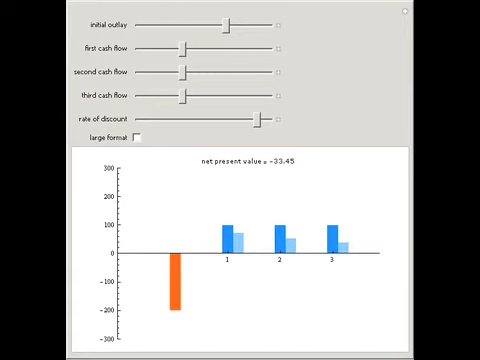 initial outlay
first cash flow
second cash flow
third cash flow
rate of discount
large format
net present value = -33.45
300
200
100
0
-100
-200
-300
1
2
3